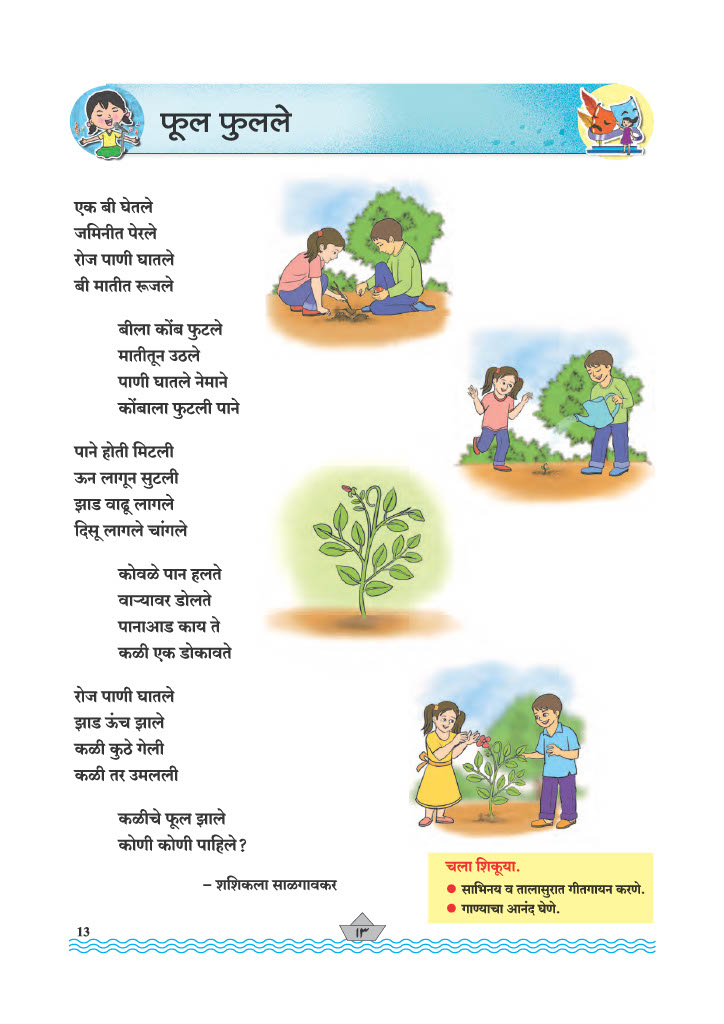 फूल फुलले
एक बी घेतले
जमिनीत पेरले
रोज पाणी घातले
बी मातीत रूजले
बीला कोंब फुटले
मातीतून उठले
पाणी घातले नेमाने
कोंबाला फुटली पाने
पाने होती मिटली
ऊन लागून सुटली
झाड वाढू लागले
दिसू लागले चांगले
कोवळे पान हलते
वाऱ्यावर डोलते
पानाआड काय ते
कळी एक डोकावते
रोज पाणी घातले
झाड ऊंच झाले
कळी कुठे गेली
कळी तर उमलली
कळीचे फूल झाले
कोणी कोणी पाहिले?
– शशिकला साळगावकर
चला शिकूया.
● साभिनय व तालासुरात गीतगायन करणे.
● गाण्याचा आनंद घेणे.
13
१३